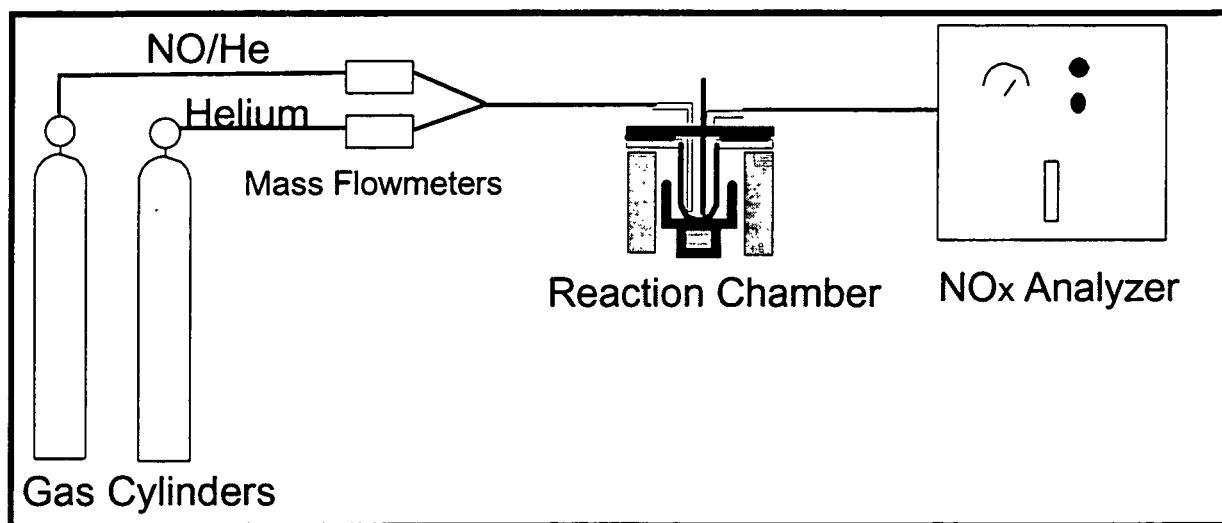 NO/He
Helium
Mass Flowmeters
Reaction Chamber
NOx Analyzer
Gas Cylinders